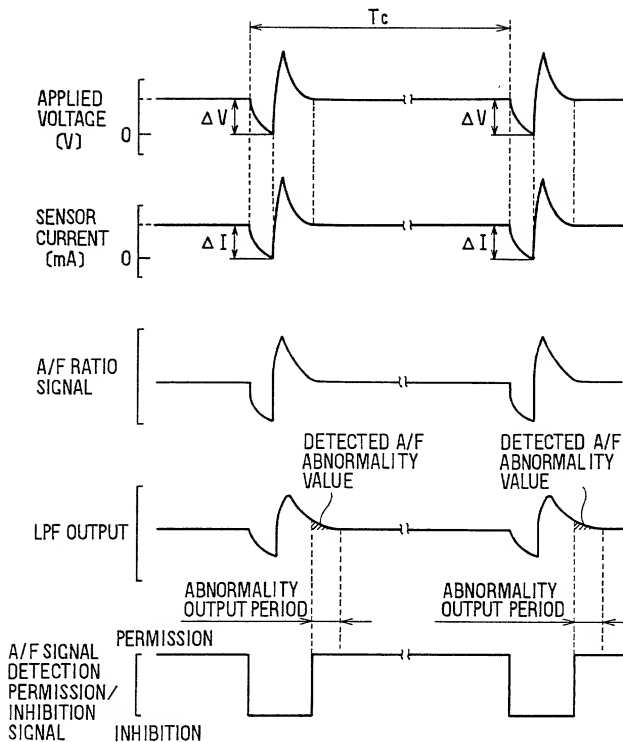 Tc
APPLIED
VOLTAGE
(V)
0
ΔV
ΔV
SENSOR
CURRENT
(mA)
0
ΔI
ΔI
A/F RATIO
SIGNAL
DETECTED A/F
ABNORMALITY
VALUE
DETECTED A/F
ABNORMALITY
VALUE
LPF OUTPUT
ABNORMALITY
OUTPUT PERIOD
ABNORMALITY
OUTPUT PERIOD
PERMISSION
A/F SIGNAL
DETECTION
PERMISSION/
INHIBITION
SIGNAL
INHIBITION